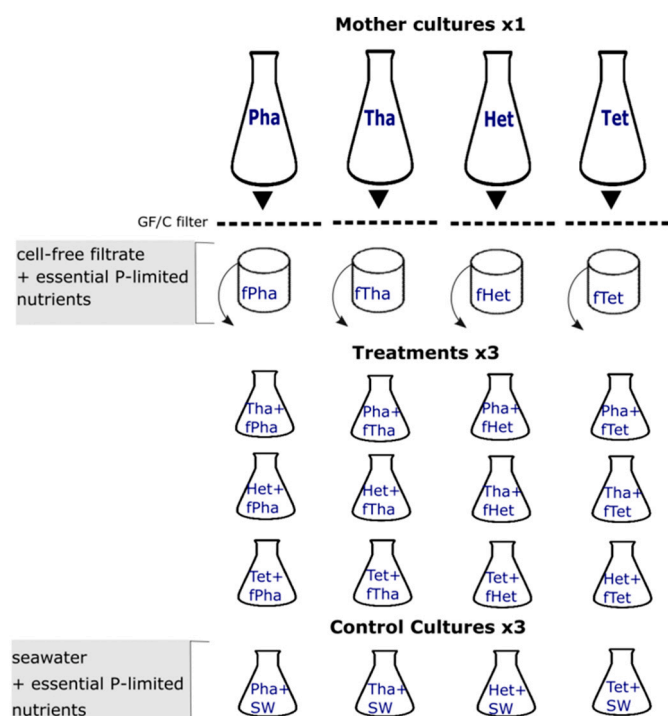 Mother cultures x1
Pha
Tha
Het
Tet
GF/C filter
cell-free filtrate
+ essential P-limited
nutrients
fPha
fTha
fHet
fTet
Treatments x3
Tha+
fPha
Pha+
fTha
Pha+
fHet
Pha+
fTet
Het+
fPha
Het+
fTha
Tha+
fHet
Tha+
fTet
Tet+
fPha
Tet+
fTha
Tet+
fHet
Het+
fTet
Control Cultures x3
seawater
+ essential P-limited
nutrients
Pha+
SW
Tha+
SW
Het+
SW
Tet+
SW